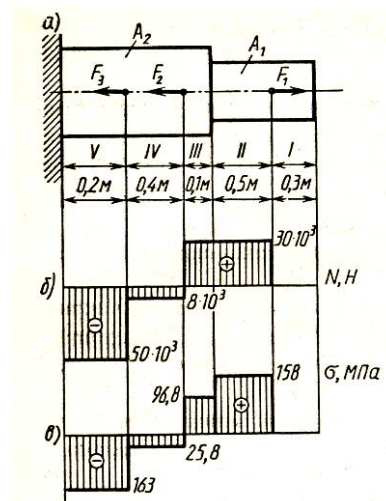 а)
A₂
A₁
F₃ F₂ F₁
V IV III II I
0,2м 0,4м 0,1м 0,5м 0,3м
30·10³
б) N, H
8·10³
50·10³
158
96,8 σ, МПа
в)
25,8
163